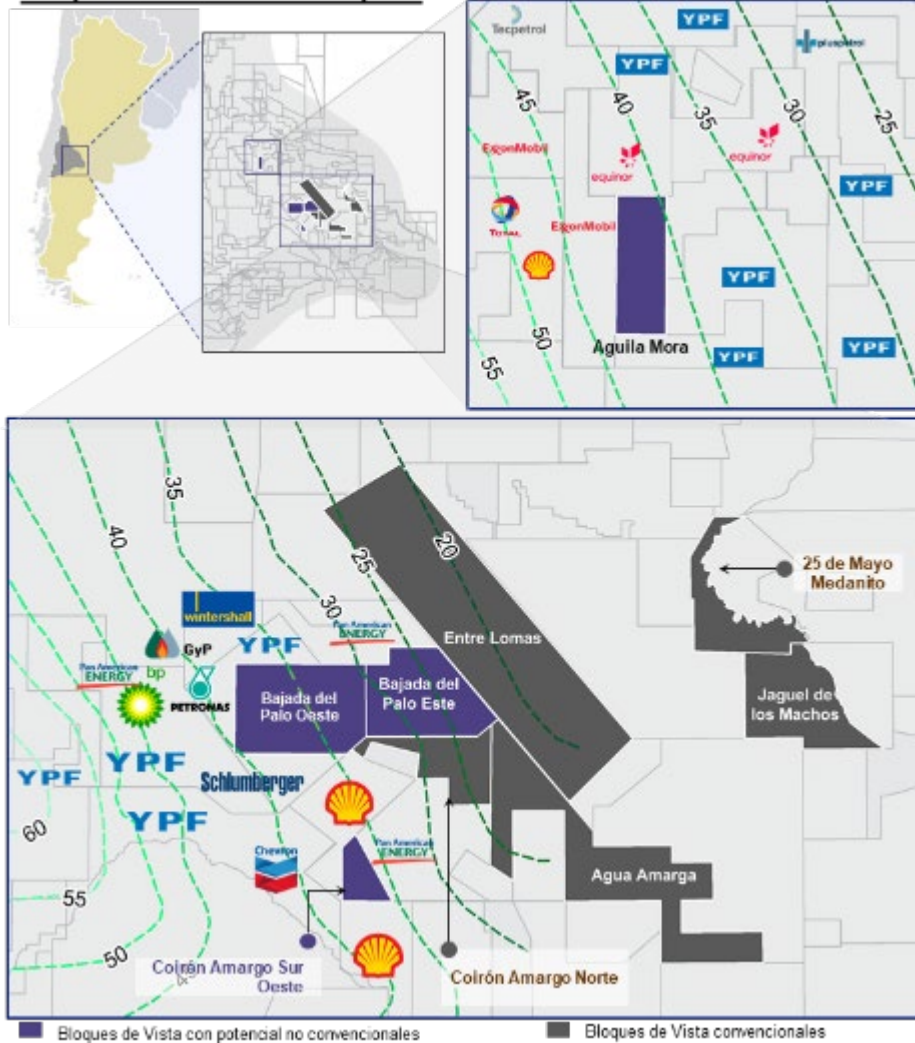 Tecpetrol
YPF
pluspetrol
YPF
45
40
35
30
25
ExxonMobil
equinor
equinor
YPF
TOTAL
ExxonMobil
YPF
50
Aguila Mora
YPF
YPF
55
35
40
25
20
25 de Mayo
Medanito
wintershall
30
Pan American
ENERGY
GyP
YPF
Entre Lomas
Pan American
ENERGY
bp
PETRONAS
Bajada del
Palo Oeste
Bajada del
Palo Este
Jaguel de
los Machos
YPF
YPF
Schlumberger
YPF
60
Chevron
Pan American
ENERGY
Agua Amarga
55
50
45
Coirón Amargo Sur
Oeste
Coirón Amargo Norte
Bloques de Vista con potencial no convencionales
Bloques de Vista convencionales